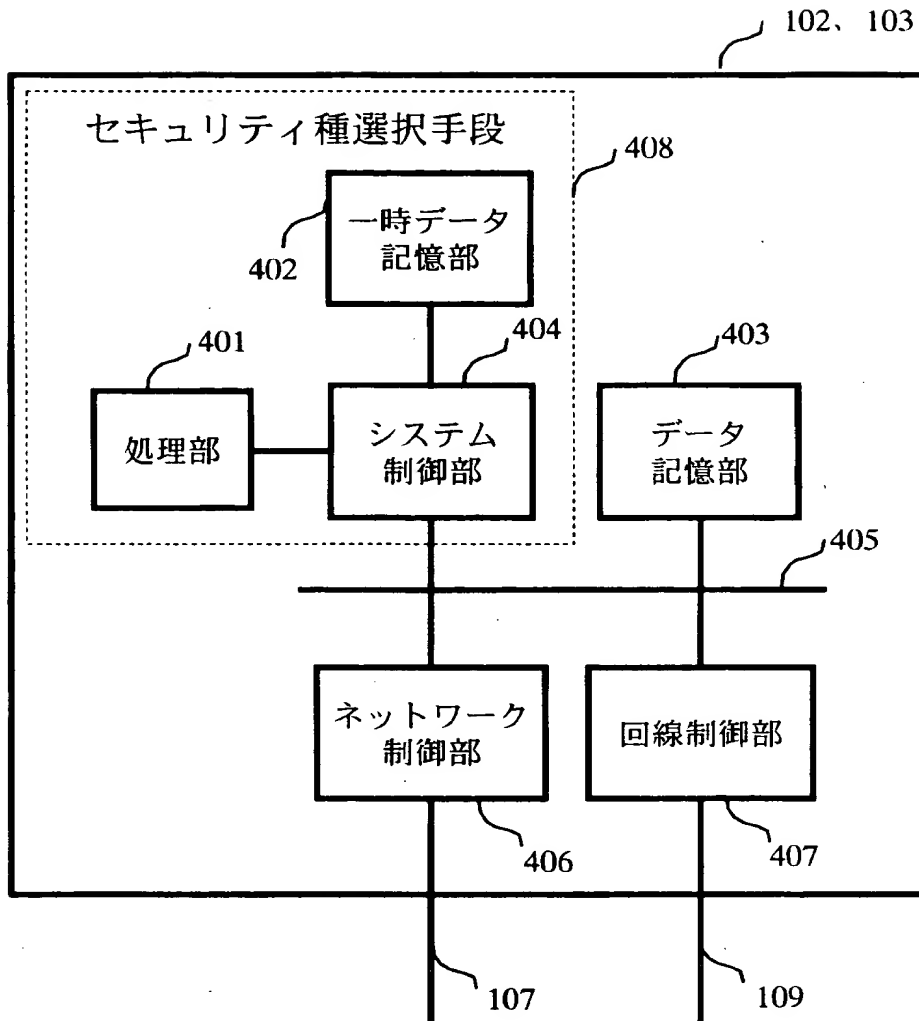 102、103
セキュリティ種選択手段
408
一時データ
記憶部
402
401
404
403
処理部
システム
制御部
データ
記憶部
405
ネットワーク
制御部
回線制御部
406
407
107
109